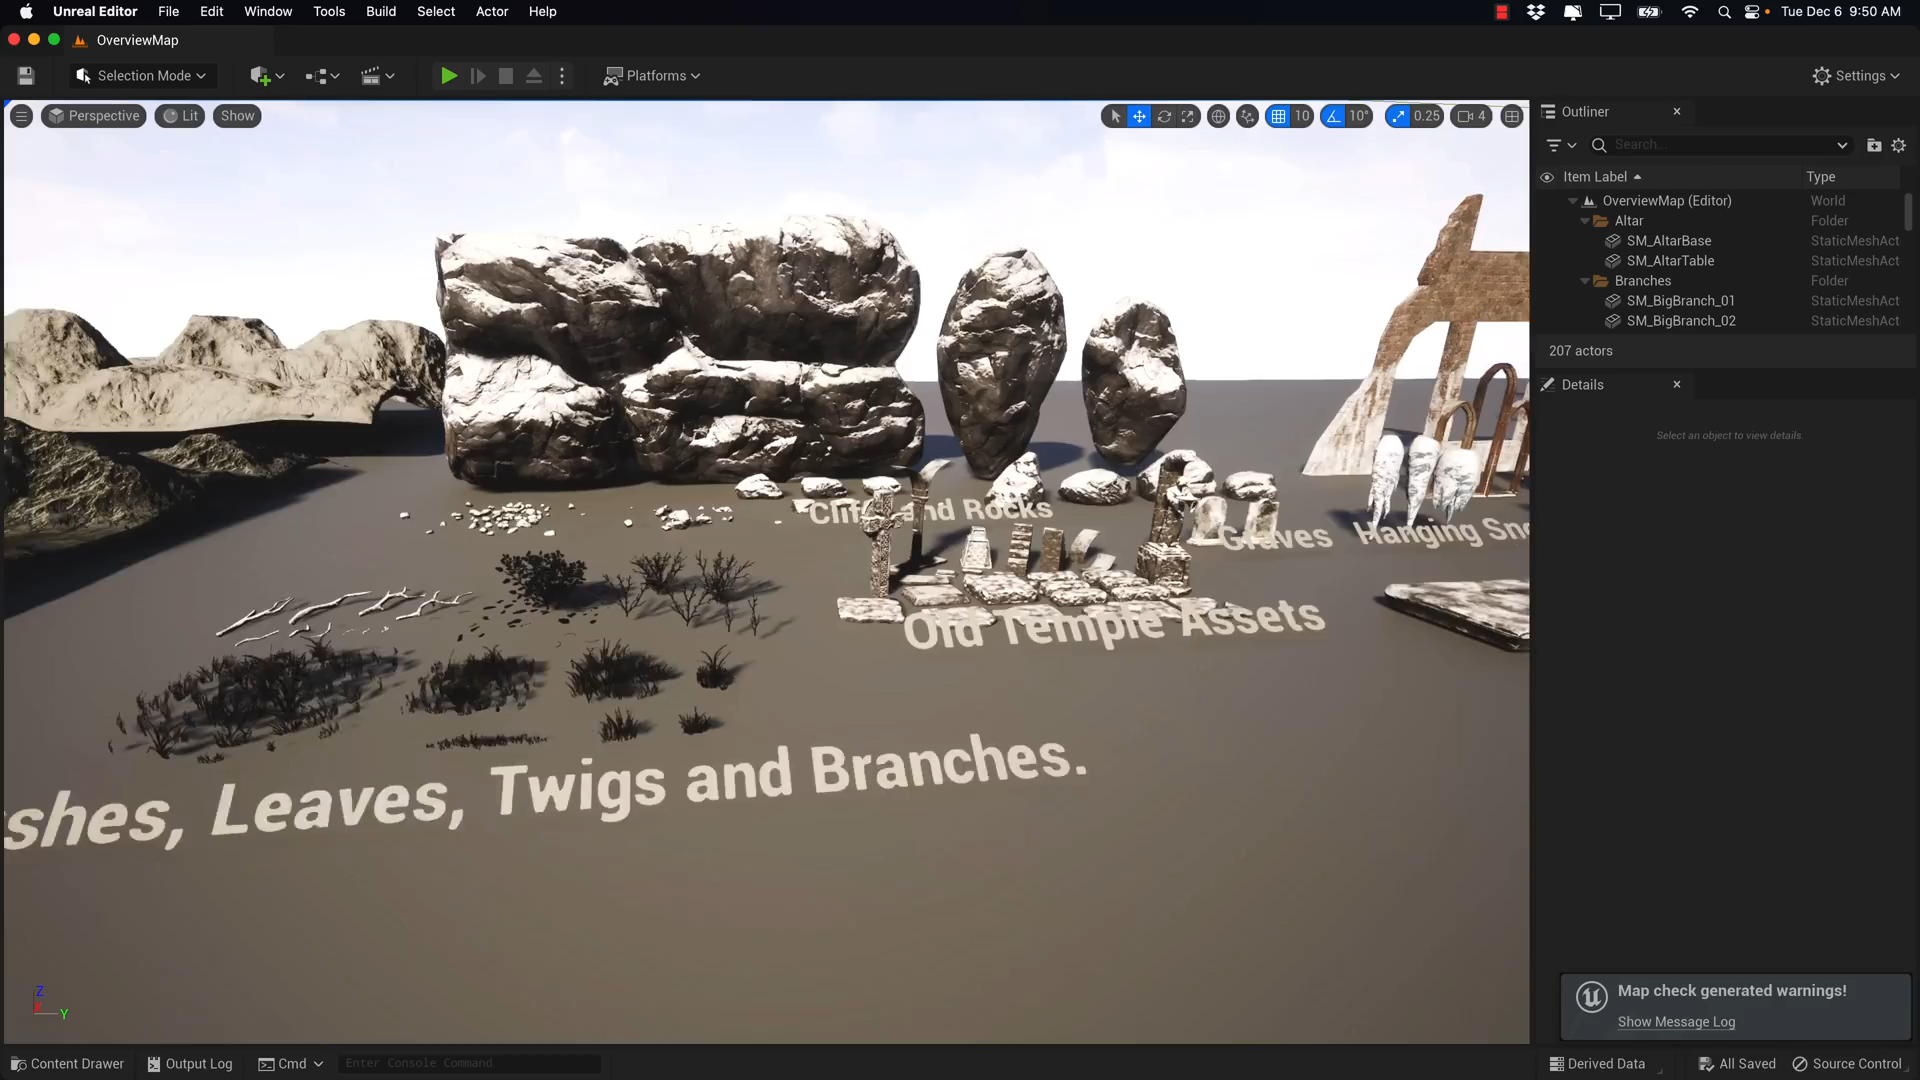 Unreal Editor File Edit Window Tools Build Select Actor Help Tue Dec 6 9:50 AM
OverviewMap
Selection Mode Platforms Settings
Perspective Lit Show 10 10° 0.25 4
Outliner
Search...
Item Label Type
OverviewMap (Editor) World
Altar Folder
SM_AltarBase StaticMeshAct
SM_AltarTable StaticMeshAct
Branches Folder
SM_BigBranch_01 StaticMeshAct
SM_BigBranch_02 StaticMeshAct
207 actors
Details
Select an object to view details.
and Rocks
Graves Hanging Sno
Old Temple Assets
shes, Leaves, Twigs and Branches.
Z
X
Y
Map check generated warnings!
Show Message Log
Content Drawer Output Log Cmd Enter Console Command Derived Data All Saved Source Control